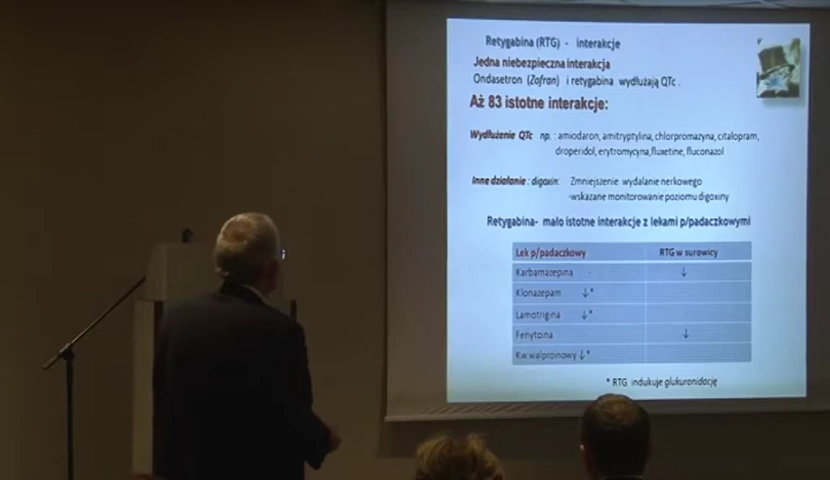 Retygabina (RTG) - interakcje
Jedna niebezpieczna interakcja
Ondasetron (Zofran) i retygabina wydłużają QTc .
Aż 83 istotne interakcje:
Wydłużenie QTc np. : amiodaron, amitryptylina, chlorpromazyna, citalopram,
droperidol, erytromycyna, fluxetine, fluconazol
Inne działanie : digoxin: Zmniejszenie wydalanie nerkowego
-wskazane monitorowanie poziomu digoxiny
Retygabina- mało istotne interakcje z lekami p/padaczkowymi
Lek p/padaczkowy RTG w surowicy
Karbamazepina - ↓
Klonazepam ↓*
Lamotrigina ↓*
Fenytoina ↓
Kw walproinowy ↓*
* RTG indukuje glukuronidację